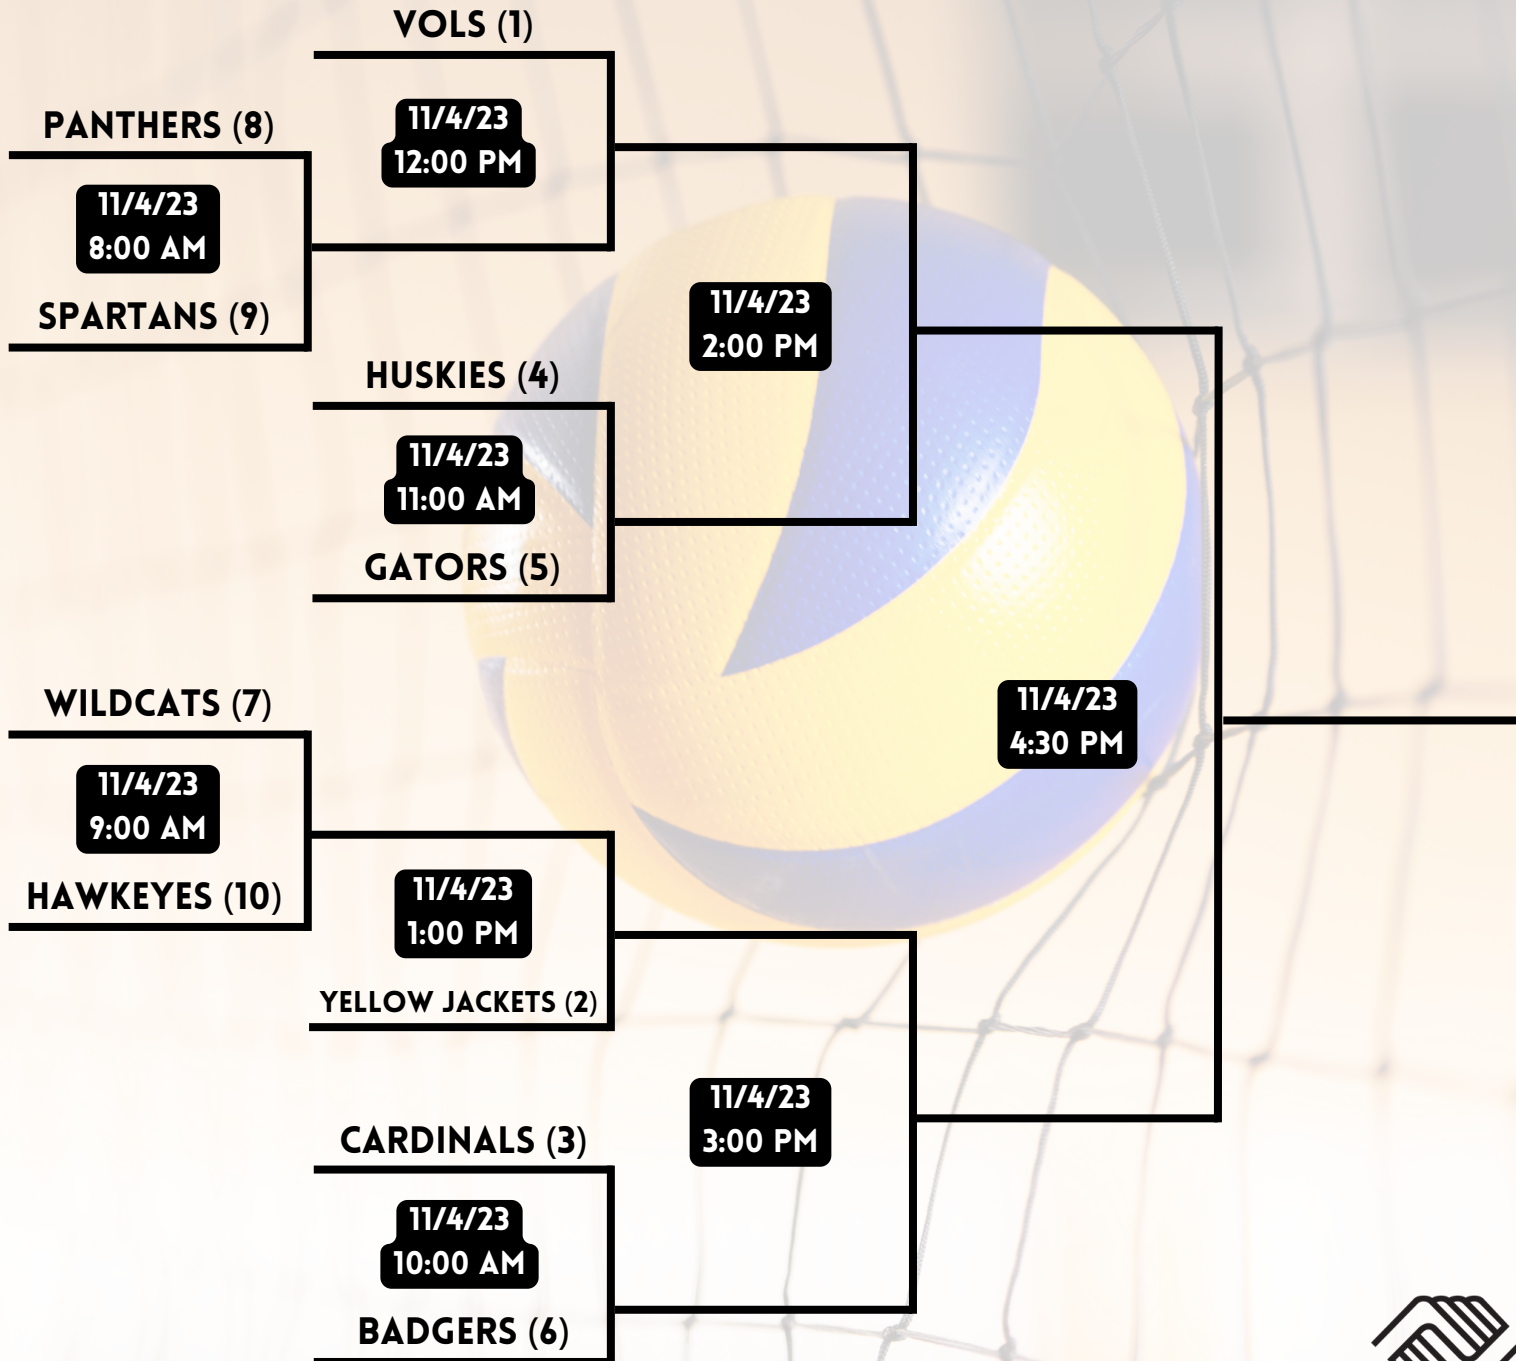 VOLS (1)
11/4/23
12:00 PM
PANTHERS (8)
11/4/23
8:00 AM
SPARTANS (9)
11/4/23
2:00 PM
HUSKIES (4)
11/4/23
11:00 AM
GATORS (5)
WILDCATS (7)
11/4/23
9:00 AM
HAWKEYES (10)
11/4/23
4:30 PM
11/4/23
1:00 PM
YELLOW JACKETS (2)
11/4/23
3:00 PM
CARDINALS (3)
11/4/23
10:00 AM
BADGERS (6)